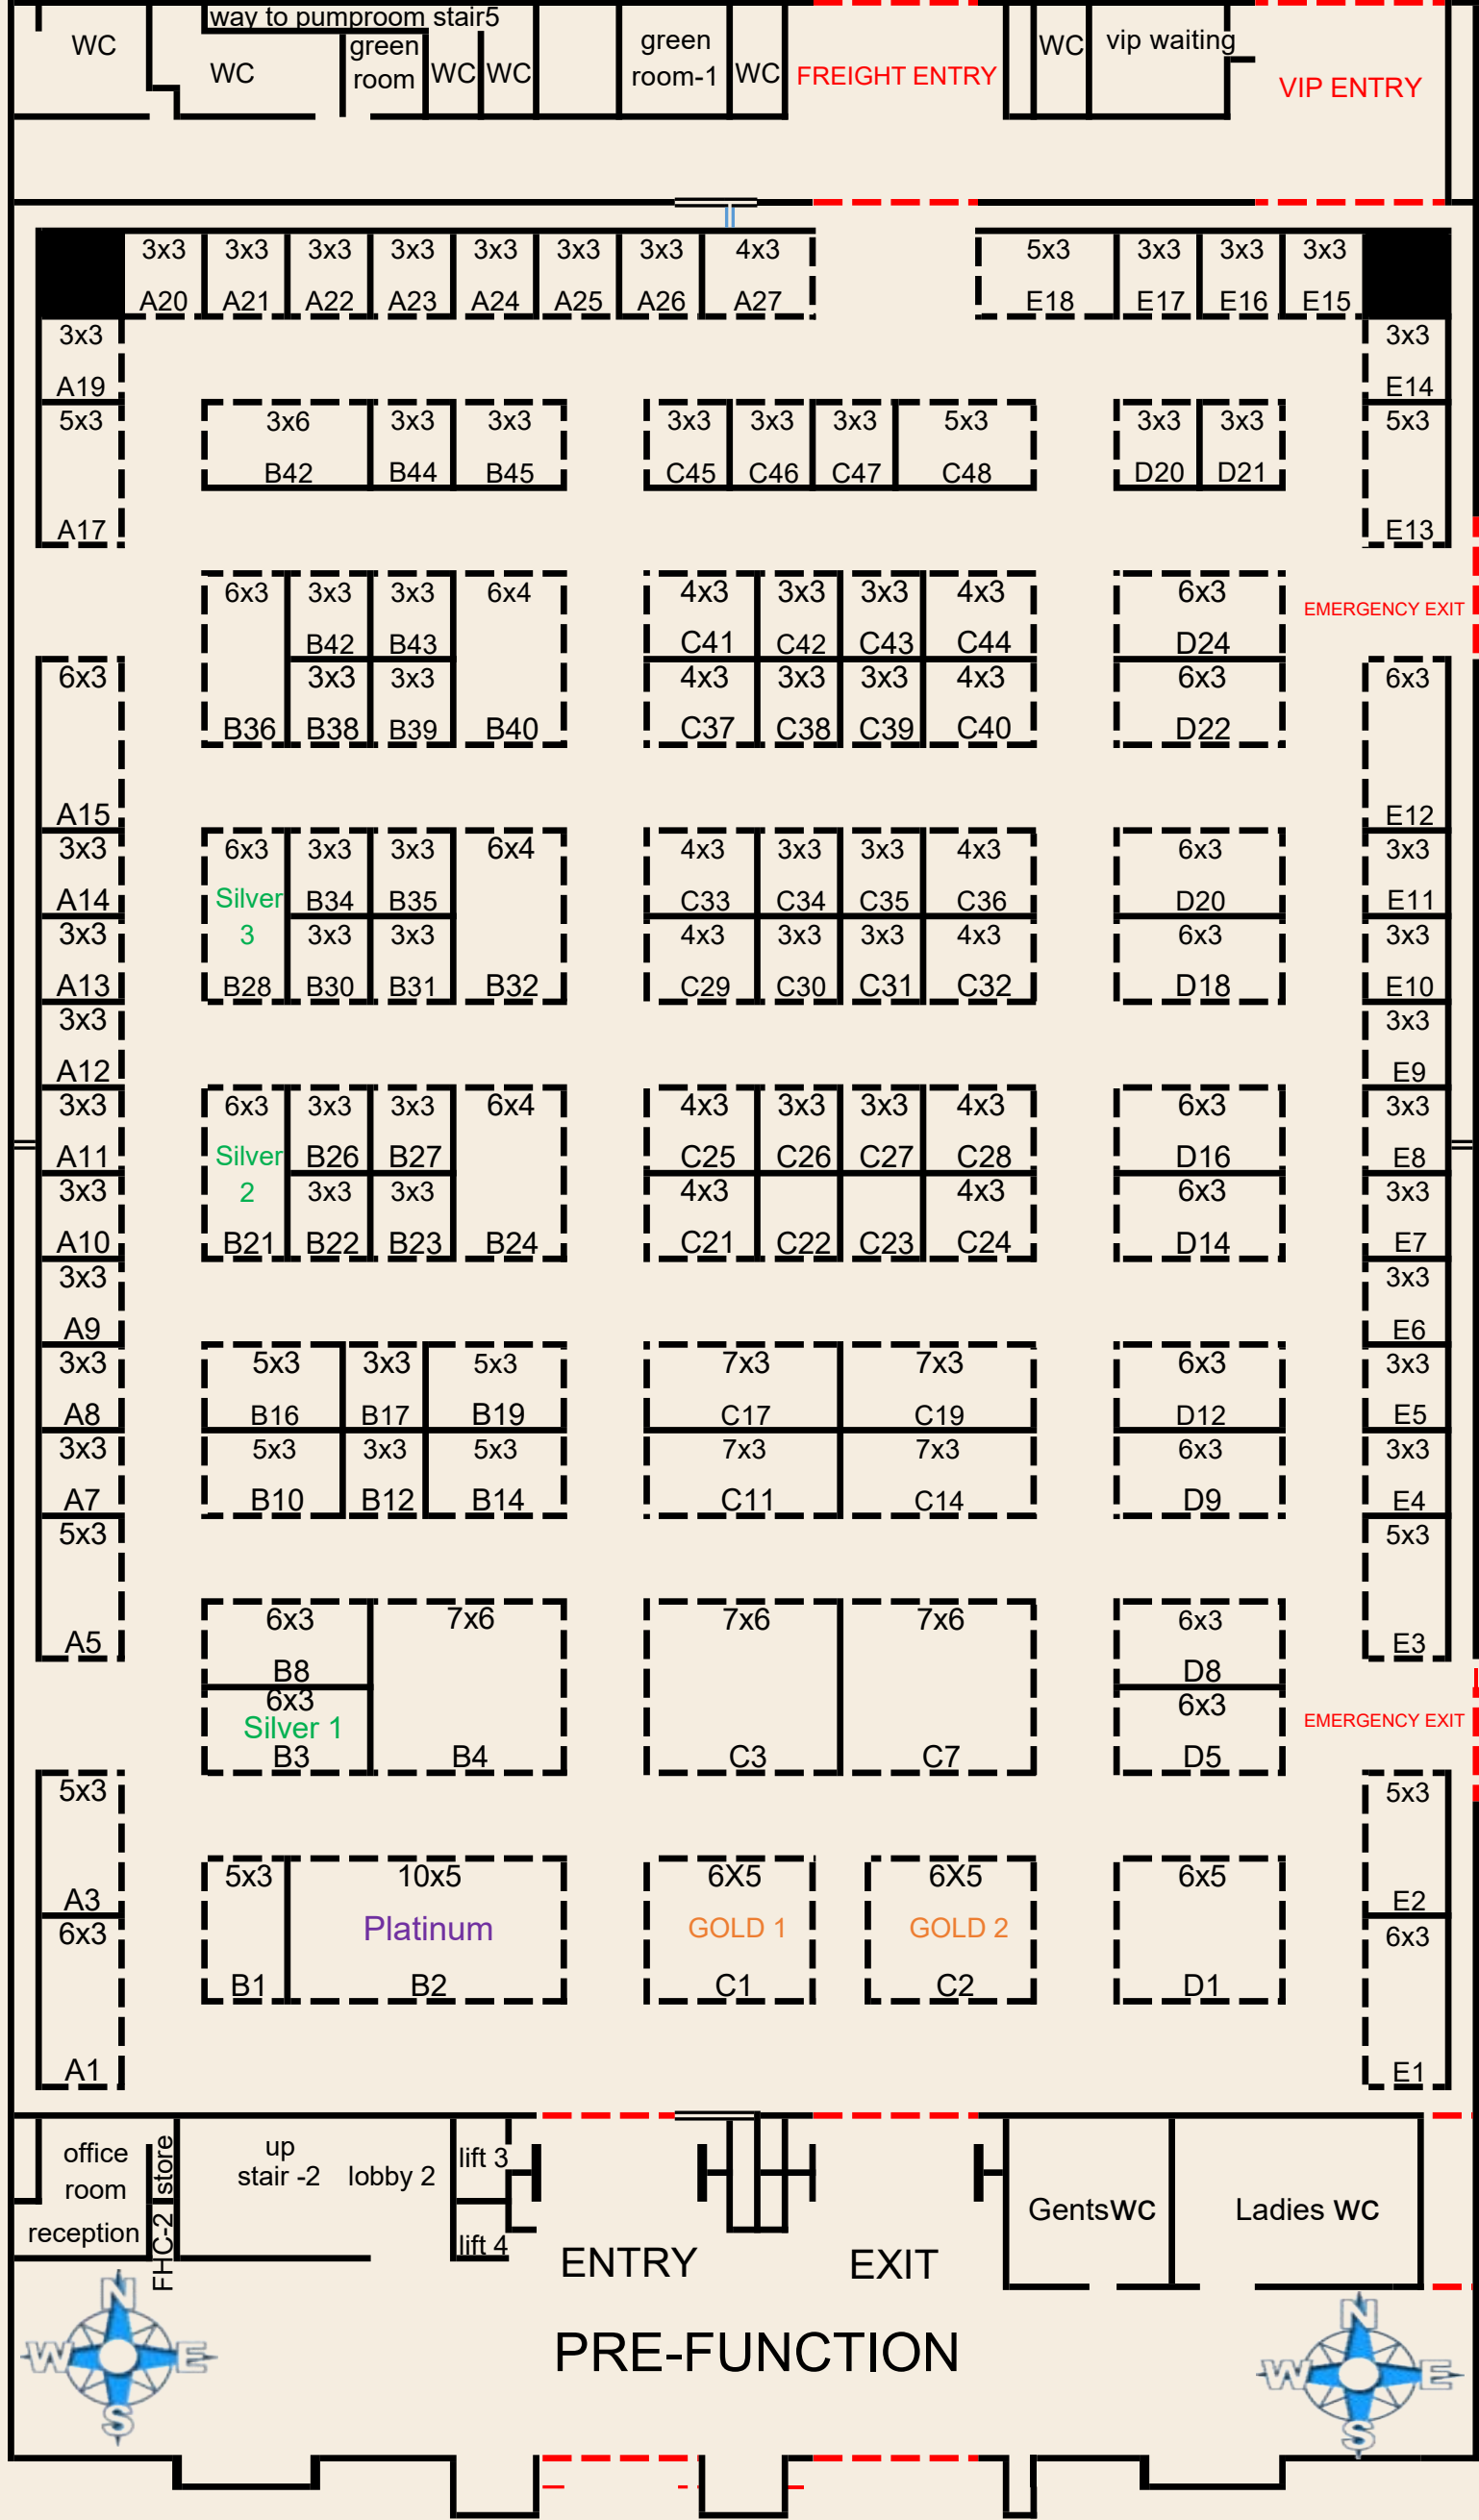 way to pumproom stair5
WC
WC
green
room
WC
WC
green
room-1
WC
FREIGHT ENTRY
WC
vip waiting
VIP ENTRY
3x3 3x3 3x3 3x3 3x3 3x3 3x3 4x3 5x3 3x3 3x3 3x3
A20 A21 A22 A23 A24 A25 A26 A27 E18 E17 E16 E15
3x3 3x3
A19 E14
5x3 3x6 3x3 3x3 3x3 3x3 3x3 5x3 3x3 3x3 5x3
B42 B44 B45 C45 C46 C47 C48 D20 D21
A17 E13
6x3 3x3 3x3 6x4 4x3 3x3 3x3 4x3 6x3 EMERGENCY EXIT
B42 B43 C41 C42 C43 C44 D24
6x3 3x3 3x3 4x3 3x3 3x3 4x3 6x3 6x3
B36 B38 B39 B40 C37 C38 C39 C40 D22
A15 E12
3x3 6x3 3x3 3x3 6x4 4x3 3x3 3x3 4x3 6x3 3x3
A14 Silver B34 B35 C33 C34 C35 C36 D20 E11
3x3 3 3x3 3x3 4x3 3x3 3x3 4x3 6x3 3x3
A13 B28 B30 B31 B32 C29 C30 C31 C32 D18 E10
3x3 3x3
A12 E9
3x3 6x3 3x3 3x3 6x4 4x3 3x3 3x3 4x3 6x3 3x3
A11 Silver B26 B27 C25 C26 C27 C28 D16 E8
3x3 2 3x3 3x3 4x3 4x3 6x3 3x3
A10 B21 B22 B23 B24 C21 C22 C23 C24 D14 E7
3x3 3x3
A9 E6
3x3 5x3 3x3 5x3 7x3 7x3 6x3 3x3
A8 B16 B17 B19 C17 C19 D12 E5
3x3 5x3 3x3 5x3 7x3 7x3 6x3 3x3
A7 B10 B12 B14 C11 C14 D9 E4
5x3 5x3
6x3 7x6 7x6 7x6 6x3
A5 B8 D8 E3
6x3 6x3
Silver 1 EMERGENCY EXIT
B3 B4 C3 C7 D5
5x3 5x3
5x3 10x5 6X5 6X5 6x5
A3 E2
6x3 Platinum GOLD 1 GOLD 2 6x3
B1 B2 C1 C2 D1
A1 E1
office
room
reception
FHC-2 store
up
stair -2
lobby 2
lift 3
lift 4
ENTRY
EXIT
GentsWC
Ladies WC
PRE-FUNCTION
N
W E
S
N
W E
S